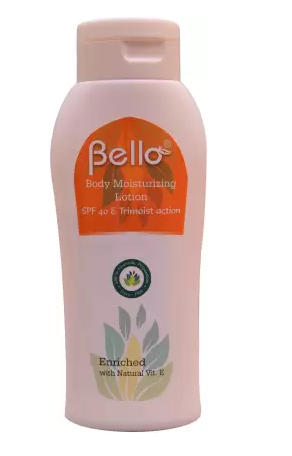 Bello®
Body Moisturizing
Lotion
SPF 40 & Trimoist action
Enriched
with Natural Vit. E